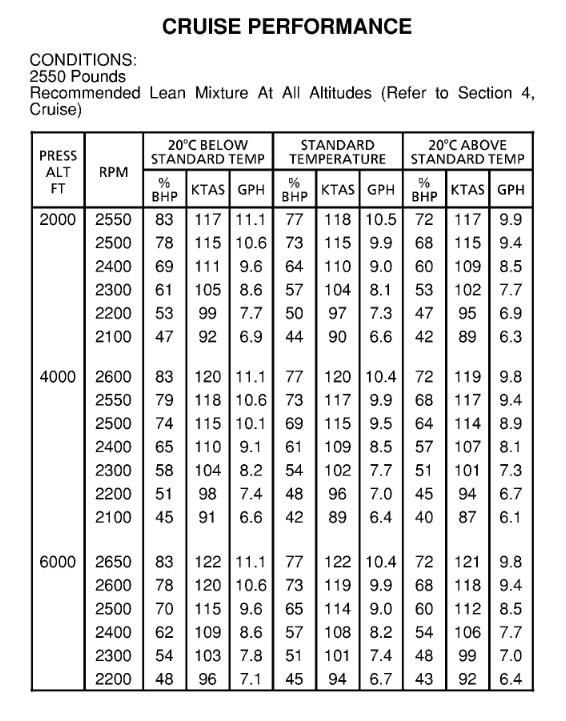 CRUISE PERFORMANCE
CONDITIONS:
2550 Pounds
Recommended Lean Mixture At All Altitudes (Refer to Section 4,
Cruise)
PRESS ALT FT RPM 20°C BELOW STANDARD TEMP STANDARD TEMPERATURE 20°C ABOVE STANDARD TEMP
% BHP KTAS GPH % BHP KTAS GPH % BHP KTAS GPH
2000 2550 83 117 11.1 77 118 10.5 72 117 9.9
2500 78 115 10.6 73 115 9.9 68 115 9.4
2400 69 111 9.6 64 110 9.0 60 109 8.5
2300 61 105 8.6 57 104 8.1 53 102 7.7
2200 53 99 7.7 50 97 7.3 47 95 6.9
2100 47 92 6.9 44 90 6.6 42 89 6.3
4000 2600 83 120 11.1 77 120 10.4 72 119 9.8
2550 79 118 10.6 73 117 9.9 68 117 9.4
2500 74 115 10.1 69 115 9.5 64 114 8.9
2400 65 110 9.1 61 109 8.5 57 107 8.1
2300 58 104 8.2 54 102 7.7 51 101 7.3
2200 51 98 7.4 48 96 7.0 45 94 6.7
2100 45 91 6.6 42 89 6.4 40 87 6.1
6000 2650 83 122 11.1 77 122 10.4 72 121 9.8
2600 78 120 10.6 73 119 9.9 68 118 9.4
2500 70 115 9.6 65 114 9.0 60 112 8.5
2400 62 109 8.6 57 108 8.2 54 106 7.7
2300 54 103 7.8 51 101 7.4 48 99 7.0
2200 48 96 7.1 45 94 6.7 43 92 6.4